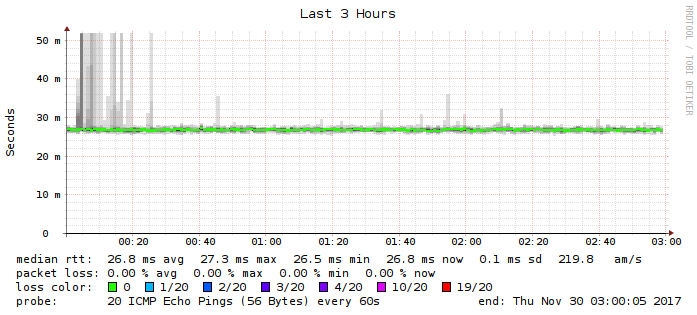 Last 3 Hours
RRDTOOL / TOBI OETIKER
Seconds
50 m
40 m
30 m
20 m
10 m
0
00:20 00:40 01:00 01:20 01:40 02:00 02:20 02:40 03:00
median rtt: 26.8 ms avg 27.3 ms max 26.5 ms min 26.8 ms now 0.1 ms sd 219.8 am/s
packet loss: 0.00 % avg 0.00 % max 0.00 % min 0.00 % now
loss color: 0 1/20 2/20 3/20 4/20 10/20 19/20
probe: 20 ICMP Echo Pings (56 Bytes) every 60s end: Thu Nov 30 03:00:05 2017